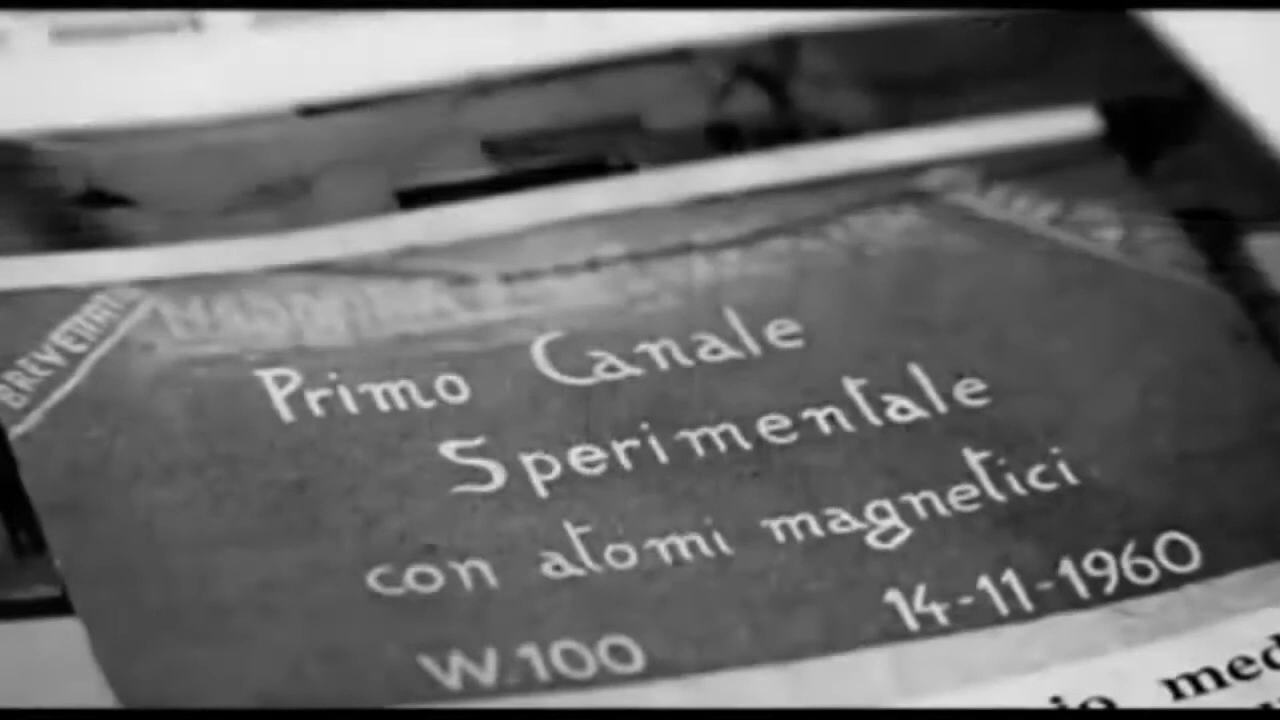 BREVETTATO
Primo Canale
Sperimentale
con atomi magnetici
14-11-1960
W.100
med